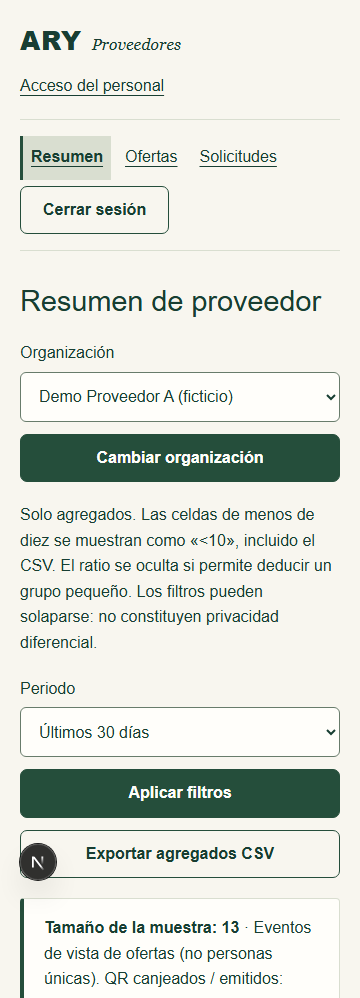 ARY Proveedores
Acceso del personal
Resumen Ofertas Solicitudes
Cerrar sesión
Resumen de proveedor
Organización
Demo Proveedor A (ficticio)
Cambiar organización
Solo agregados. Las celdas de menos de
diez se muestran como «<10», incluido el
CSV. El ratio se oculta si permite deducir un
grupo pequeño. Los filtros pueden
solaparse: no constituyen privacidad
diferencial.
Periodo
Últimos 30 días
Aplicar filtros
Exportar agregados CSV
N
Tamaño de la muestra: 13 · Eventos
de vista de ofertas (no personas
únicas). QR canjeados / emitidos: